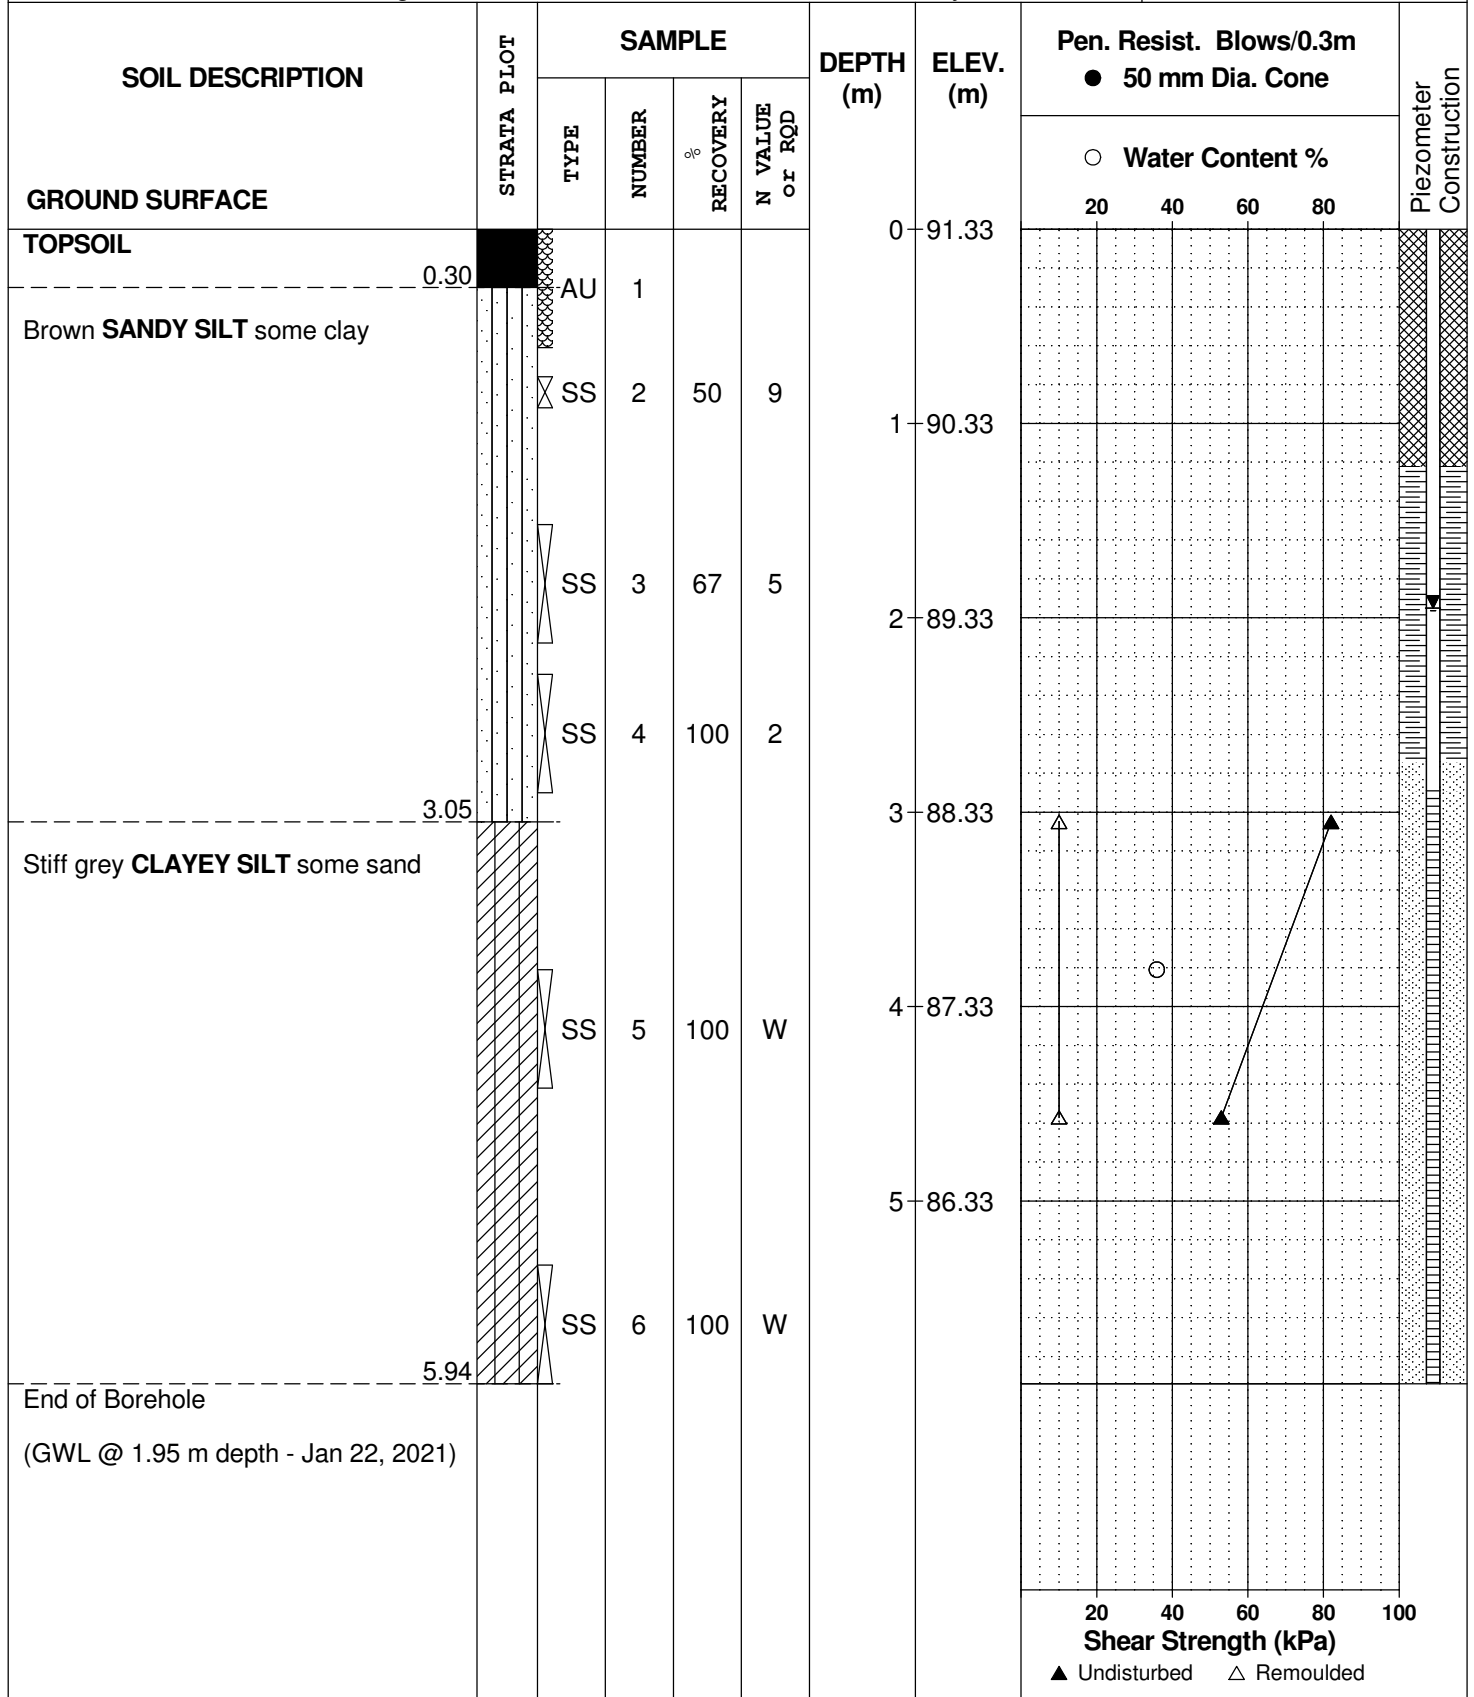 SOIL DESCRIPTION
GROUND SURFACE
STRATA PLOT
SAMPLE
TYPE
NUMBER
% RECOVERY
N VALUE or RQD
DEPTH (m)
ELEV. (m)
Pen. Resist. Blows/0.3m
● 50 mm Dia. Cone
○ Water Content %
20 40 60 80
Piezometer Construction
TOPSOIL
0 91.33
0.30
AU 1
Brown SANDY SILT some clay
SS 2 50 9
1 90.33
SS 3 67 5
2 89.33
SS 4 100 2
3.05
3 88.33
Stiff grey CLAYEY SILT some sand
4 87.33
SS 5 100 W
5 86.33
SS 6 100 W
5.94
End of Borehole
(GWL @ 1.95 m depth - Jan 22, 2021)
20 40 60 80 100
Shear Strength (kPa)
▲ Undisturbed △ Remoulded